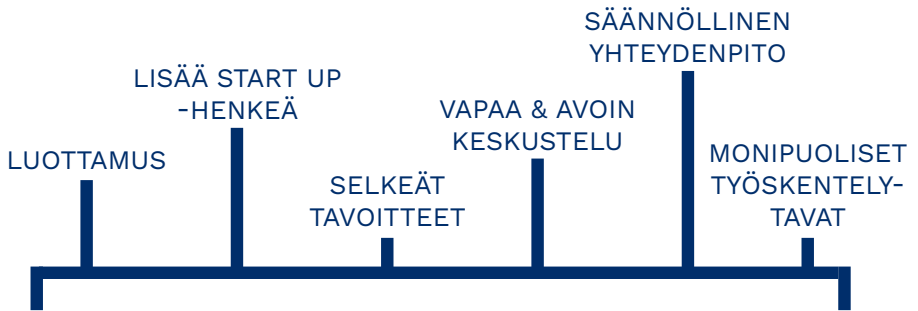 LUOTTAMUS
LISÄÄ START UP
-HENKEÄ
SELKEÄT
TAVOITTEET
VAPAA & AVOIN
KESKUSTELU
SÄÄNNÖLLINEN
YHTEYDENPITO
MONIPUOLISET
TYÖSKENTELY-
TAVAT